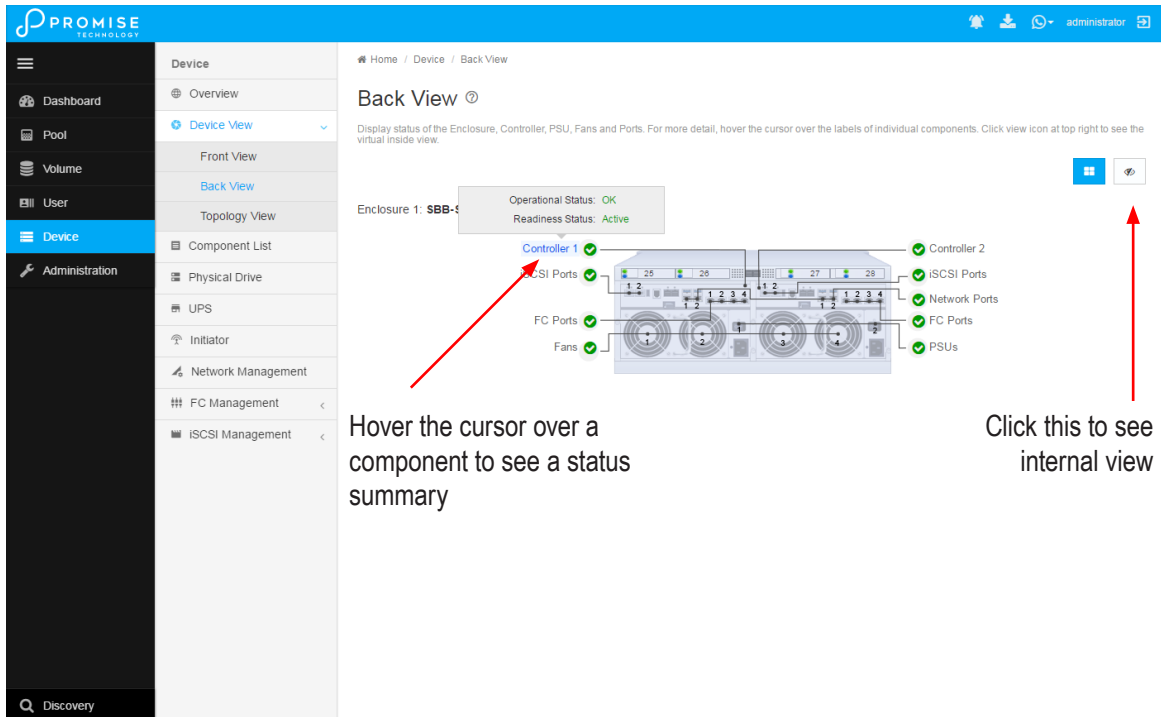 PROMISE
TECHNOLOGY
administrator
Dashboard
Pool
Volume
User
Device
Administration
Discovery
Device
Overview
Device View
Front View
Back View
Topology View
Component List
Physical Drive
UPS
Initiator
Network Management
FC Management
iSCSI Management
Home / Device / Back View
Back View
Display status of the Enclosure, Controller, PSU, Fans and Ports. For more detail, hover the cursor over the labels of individual components. Click view icon at top right to see the
virtual inside view.
Operational Status: OK
Readiness Status: Active
Enclosure 1: SBB-
Controller 1
Controller 2
iSCSI Ports
25 26 27 28
iSCSI Ports
1 2
1 2 3 4
1 2
1 2 3 4
Network Ports
1 2
1 2
FC Ports
1
2
FC Ports
Fans
1 2 3 4
PSUs
Hover the cursor over a
component to see a status
summary
Click this to see
internal view